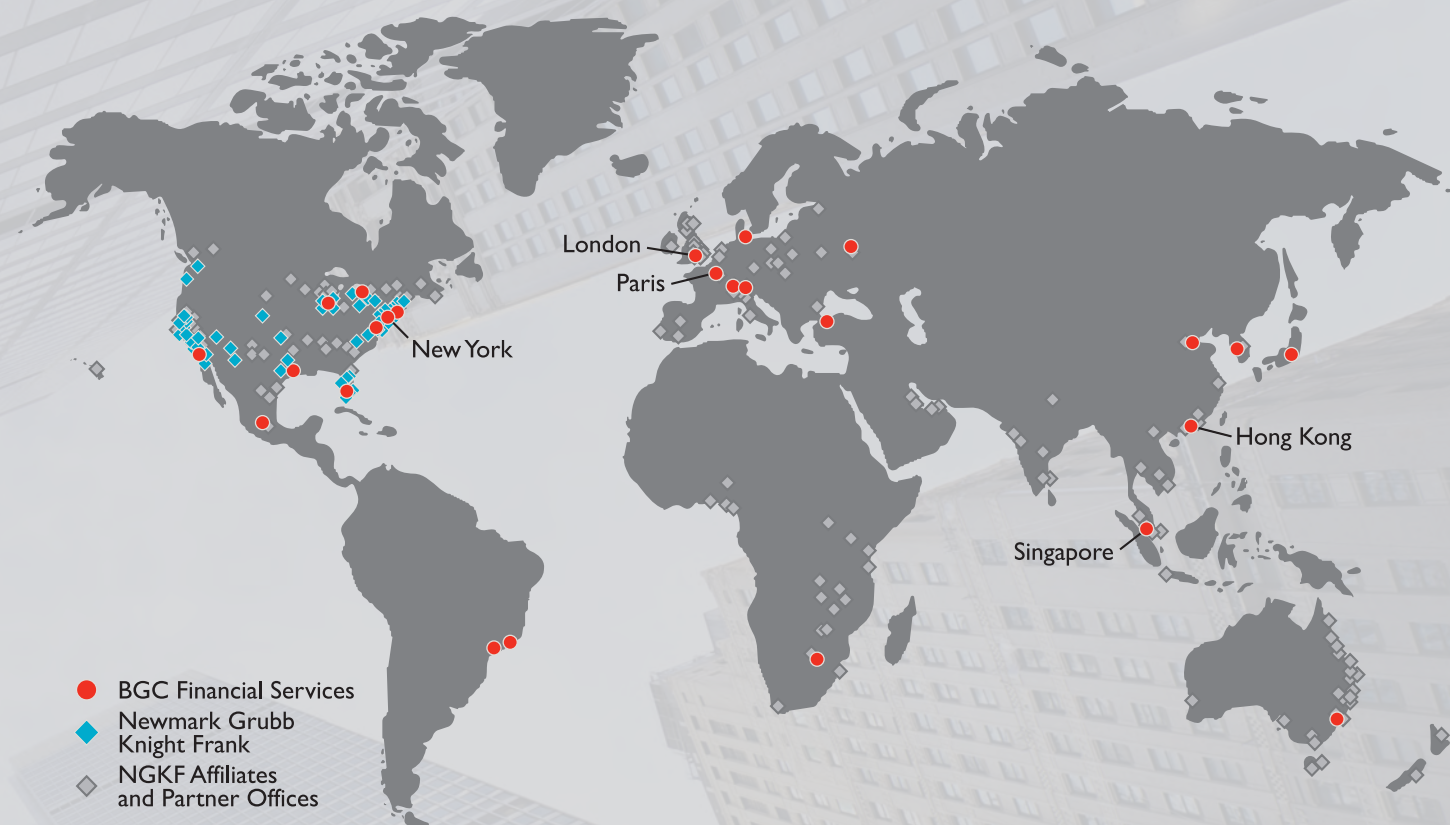 London
Paris
New York
Hong Kong
Singapore
BGC Financial Services
Newmark Grubb
Knight Frank
NGKF Affiliates
and Partner Offices